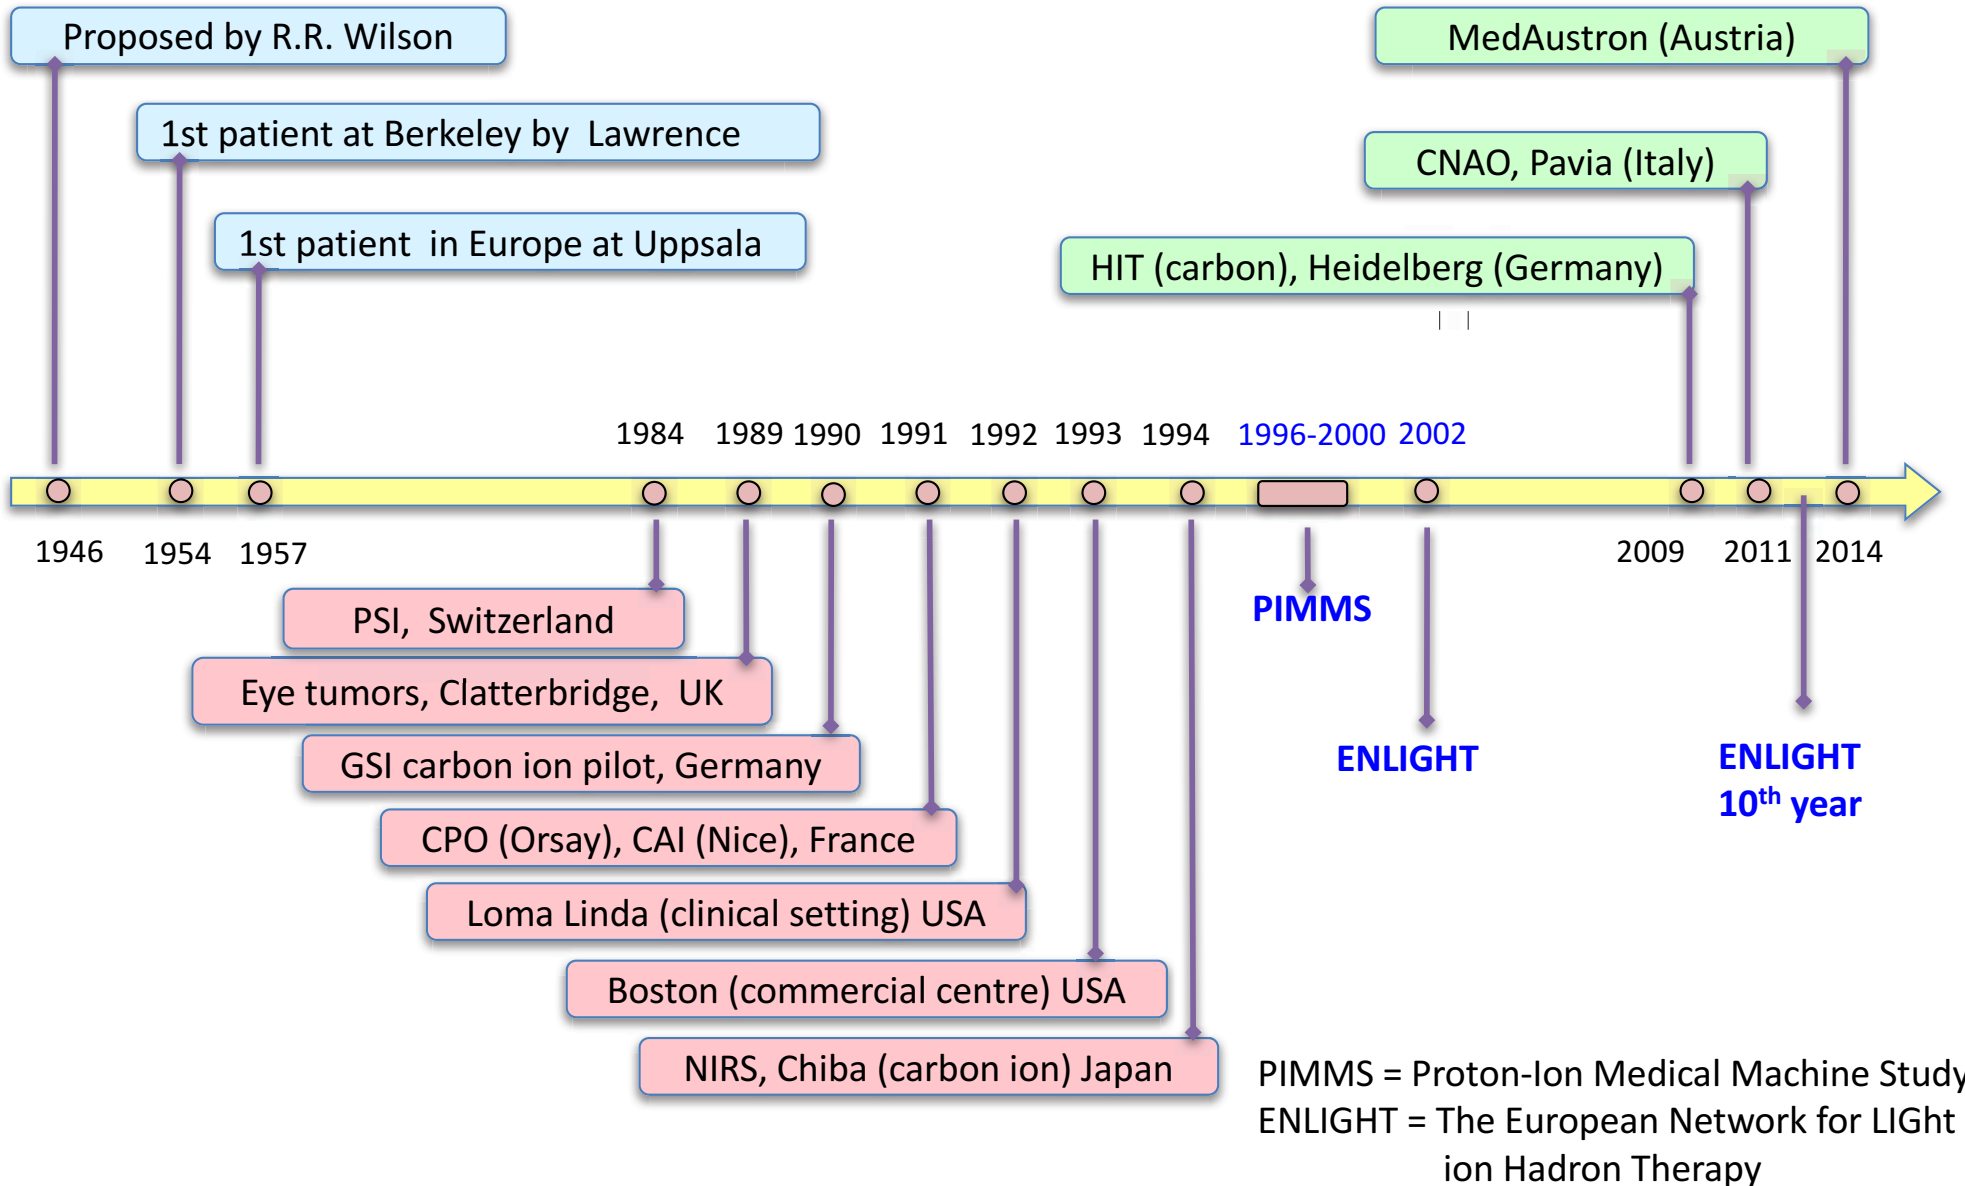 Proposed by R.R. Wilson
MedAustron (Austria)
1st patient at Berkeley by Lawrence
CNAO, Pavia (Italy)
1st patient in Europe at Uppsala
HIT (carbon), Heidelberg (Germany)
1984 1989 1990 1991 1992 1993 1994 1996-2000 2002
1946 1954 1957 2009 2011 2014
PSI, Switzerland
PIMMS
Eye tumors, Clatterbridge, UK
GSI carbon ion pilot, Germany
ENLIGHT
ENLIGHT
10th year
CPO (Orsay), CAI (Nice), France
Loma Linda (clinical setting) USA
Boston (commercial centre) USA
NIRS, Chiba (carbon ion) Japan
PIMMS = Proton-Ion Medical Machine Study
ENLIGHT = The European Network for LIGht
ion Hadron Therapy